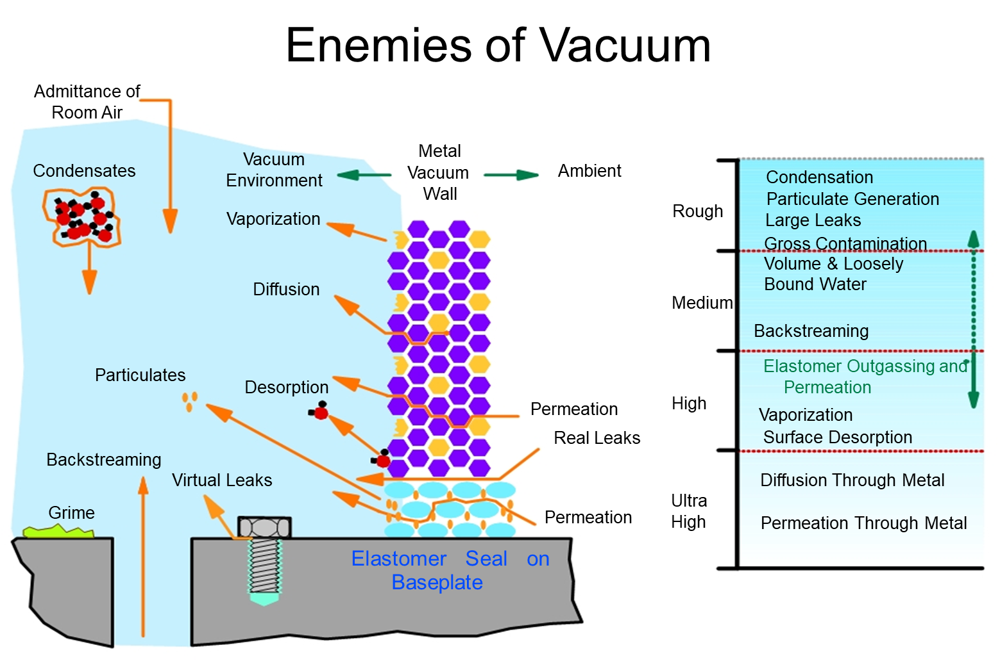 Enemies of Vacuum
Admittance of
Room Air
Condensates
Vacuum
Environment
Metal
Vacuum
Wall
Ambient
Vaporization
Diffusion
Particulates
Desorption
Permeation
Real Leaks
Backstreaming
Virtual Leaks
Grime
Permeation
Elastomer Seal on
Baseplate
Rough
Condensation
Particulate Generation
Large Leaks
Gross Contamination
Medium
Volume & Loosely
Bound Water
Backstreaming
High
Elastomer Outgassing and
Permeation
Vaporization
Surface Desorption
Ultra
High
Diffusion Through Metal
Permeation Through Metal